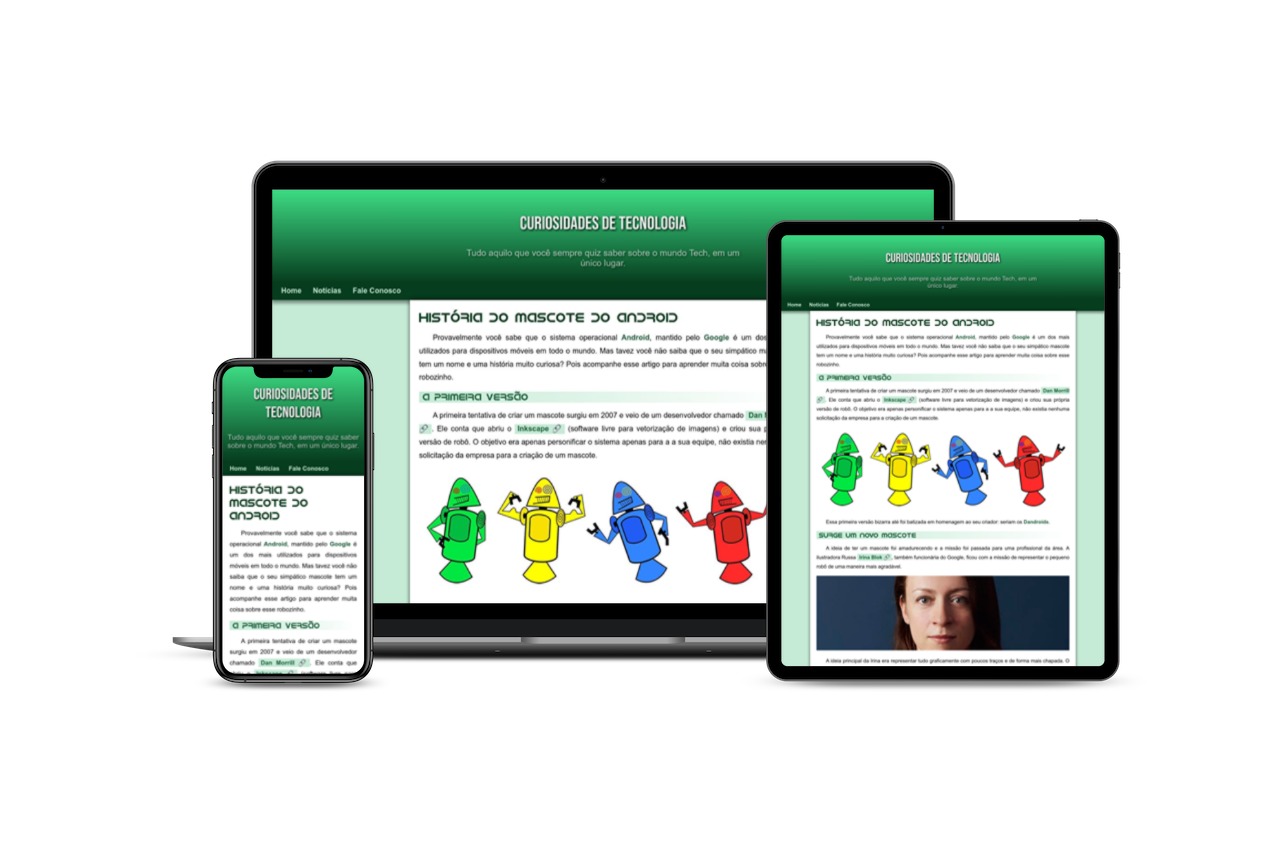 CURIOSIDADES DE TECNOLOGIA
Tudo aquilo que você sempre quiz saber sobre o mundo Tech, em um
único lugar.
Home Notícias Fale Conosco
HISTÓRIA DO MASCOTE DO ANDROID
Provavelmente você sabe que o sistema operacional Android, mantido pelo Google é um dos
utilizados para dispositivos móveis em todo o mundo. Mas tavez você não saiba que o seu simpático
tem um nome e uma história muito curiosa? Pois acompanhe esse artigo para aprender muita coisa
robozinho.
A PRIMEIRA VERSÃO
A primeira tentativa de criar um mascote surgiu em 2007 e veio de um desenvolvedor chamado Dan
. Ele conta que abriu o Inkscape (software livre para vetorização de imagens) e criou sua
versão de robô. O objetivo era apenas personificar o sistema apenas para a a sua equipe, não existia
solicitação da empresa para a criação de um mascote.
CURIOSIDADES DE
TECNOLOGIA
Tudo aquilo que você sempre quiz saber
sobre o mundo Tech, em um único lugar.
Home Notícias Fale Conosco
HISTÓRIA DO
MASCOTE DO
ANDROID
Provavelmente você sabe que o sistema
operacional Android, mantido pelo Google é
um dos mais utilizados para dispositivos
móveis em todo o mundo. Mas tavez você não
saiba que o seu simpático mascote tem um
nome e uma história muito curiosa? Pois
acompanhe esse artigo para aprender muita
coisa sobre esse robozinho.
A PRIMEIRA VERSÃO
A primeira tentativa de criar um mascote
surgiu em 2007 e veio de um desenvolvedor
chamado Dan Morrill . Ele conta que
CURIOSIDADES DE TECNOLOGIA
Tudo aquilo que você sempre quiz saber sobre o mundo Tech, em um
único lugar.
Home Notícias Fale Conosco
HISTÓRIA DO MASCOTE DO ANDROID
Provavelmente você sabe que o sistema operacional Android, mantido pelo Google é um dos mais
utilizados para dispositivos móveis em todo o mundo. Mas tavez você não saiba que o seu simpático mascote
tem um nome e uma história muito curiosa? Pois acompanhe esse artigo para aprender muita coisa sobre esse
robozinho.
A PRIMEIRA VERSÃO
A primeira tentativa de criar um mascote surgiu em 2007 e veio de um desenvolvedor chamado Dan Morrill
. Ele conta que abriu o Inkscape (software livre para vetorização de imagens) e criou sua própria
versão de robô. O objetivo era apenas personificar o sistema apenas para a a sua equipe, não existia nenhuma
solicitação da empresa para a criação de um mascote.
Essa primeira versão bizarra até foi batizada em homenagem ao seu criador: seriam os Dandroids.
SURGE UM NOVO MASCOTE
A ideia de ter um mascote foi amadurecendo e a missão foi passada para uma profissional da área. A
ilustradora Russa Irina Blok , também funcionária do Google, ficou com a missão de representar o pequeno
robô de uma maneira mais agradável.
A ideia principal da Irina era representar tudo graficamente com poucos traços e de forma mais chapada. O